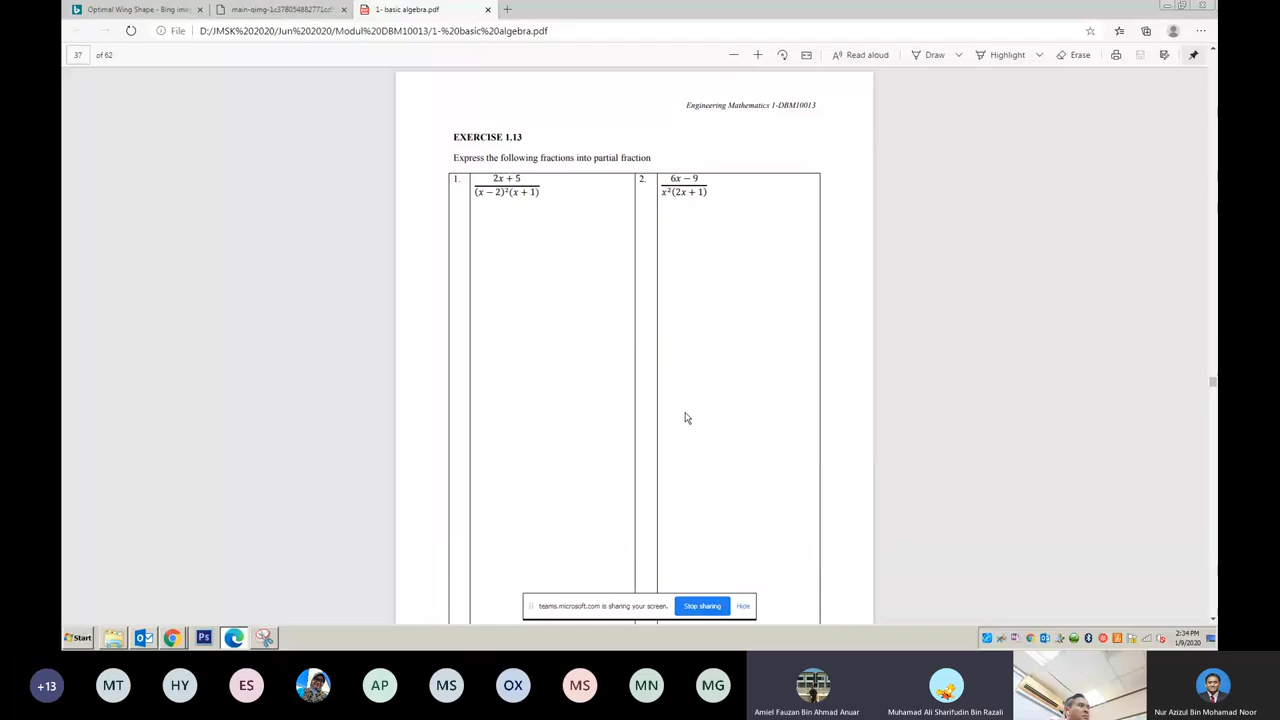 Optimal Wing Shape - Bing imag
main-qimg-1c378054882771cd
1- basic algebra.pdf
File
D:/JMSK%202020/Jun%202020/Modul%20DBM10013/1-%20basic%20algebra.pdf
37
of 62
Read aloud
Draw
Highlight
Erase
Engineering Mathematics 1-DBM10013
EXERCISE 1.13
Express the following fractions into partial fraction
1.
2x + 5
(x − 2)²(x + 1)
2.
6x − 9
x²(2x + 1)
teams.microsoft.com is sharing your screen.
Stop sharing
Hide
Start
2:34 PM
1/9/2020
+13
MT
HY
ES
AP
MS
OX
MS
MN
MG
Amiel Fauzan Bin Ahmad Anuar
Muhamad Ali Sharifudin Bin Razali
Nur Azizul Bin Mohamad Noor